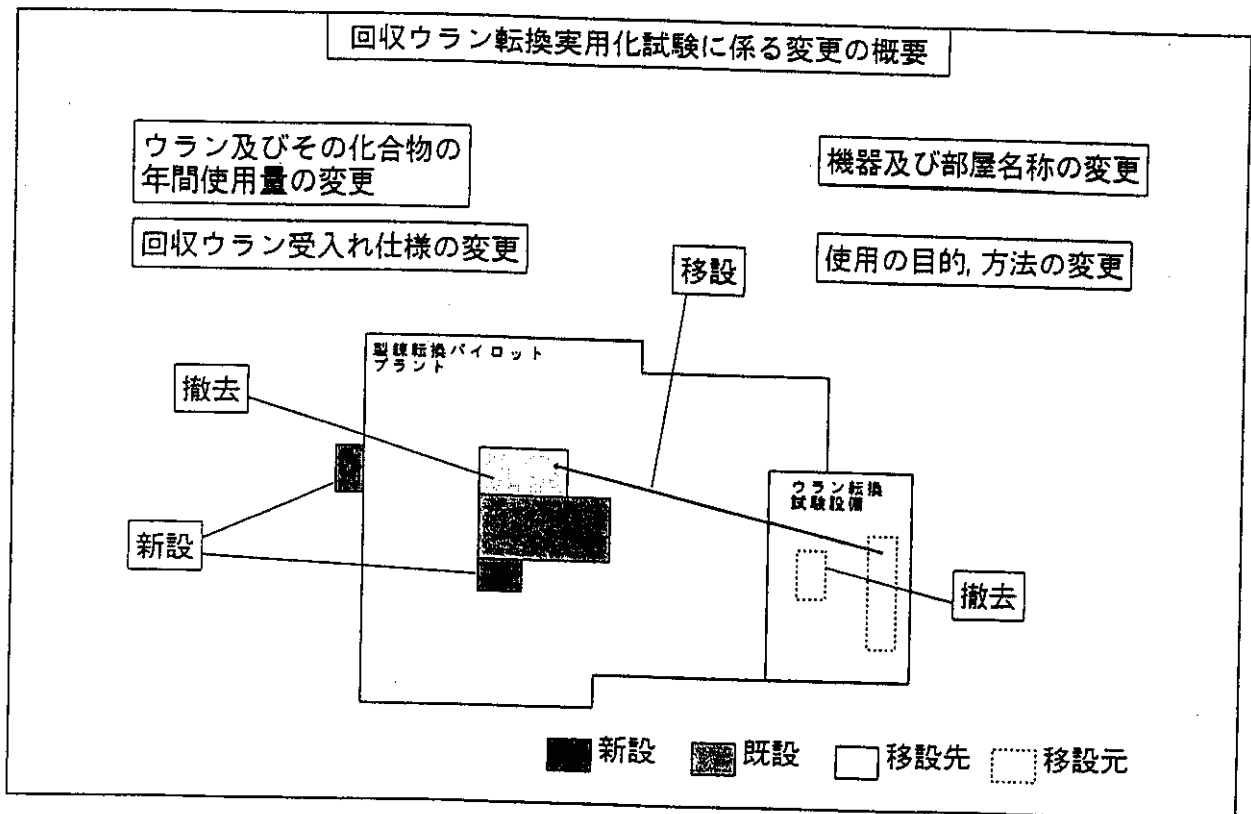 回収ウラン転換実用化試験に係る変更の概要
ウラン及びその化合物の
年間使用量の変更
機器及び部屋名称の変更
回収ウラン受入れ仕様の変更
使用の目的, 方法の変更
移設
製錬転換パイロット
プラント
撤去
ウラン転換
試験設備
新設
撤去
新設
既設
移設先
移設元